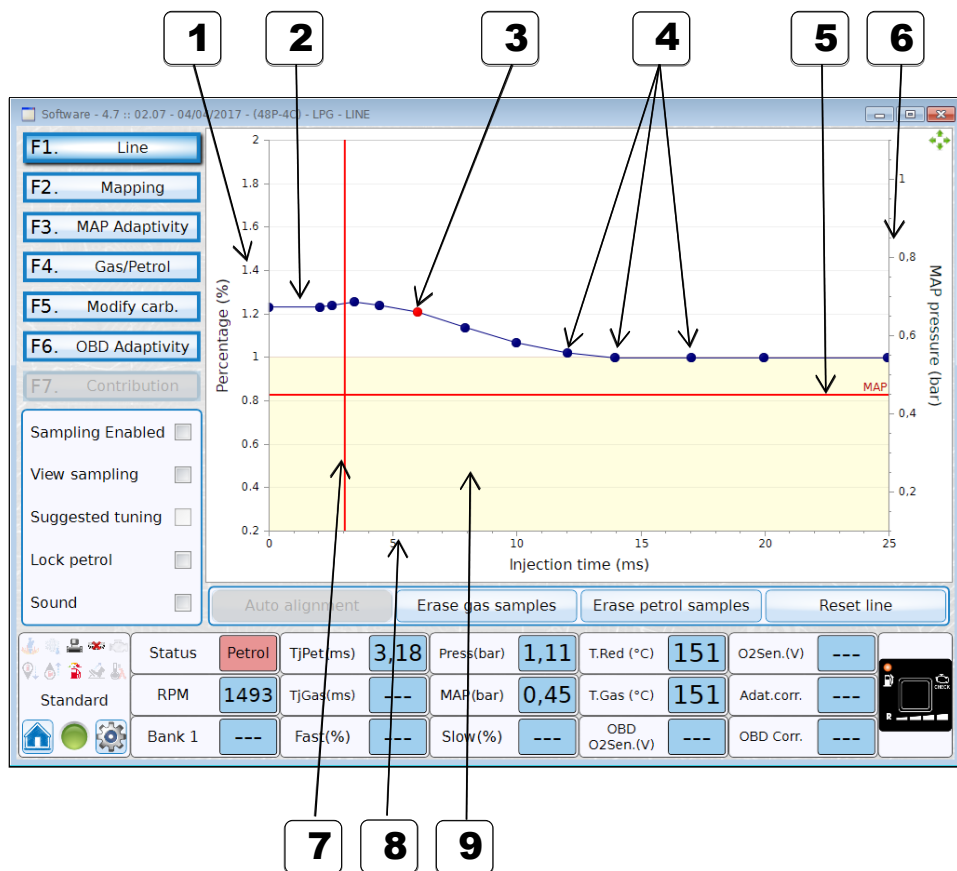 1 2 3 4 5 6
Software - 4.7 :: 02.07 - 04/04/2017 - (48P-4C) - LPG - LINE
F1. Line
F2. Mapping
F3. MAP Adaptivity
F4. Gas/Petrol
F5. Modify carb.
F6. OBD Adaptivity
F7. Contribution
Sampling Enabled
View sampling
Suggested tuning
Lock petrol
Sound
Percentage (%)
2
1.8
1.6
1.4
1.2
1
0.8
0.6
0.4
0.2
0 5 10 15 20 25
Injection time (ms)
MAP
1
0.8
0.6
0.4
0.2
MAP pressure (bar)
Auto alignment Erase gas samples Erase petrol samples Reset line
Status Petrol TjPet(ms) 3,18 Press(bar) 1,11 T.Red (°C) 151 O2Sen.(V) ---
Standard
RPM 1493 TjGas(ms) --- MAP(bar) 0,45 T.Gas (°C) 151 Adat.corr. ---
Bank 1 --- Fast(%) --- Slow(%) --- OBD O2Sen.(V) --- OBD Corr. ---
CHECK
R
7 8 9